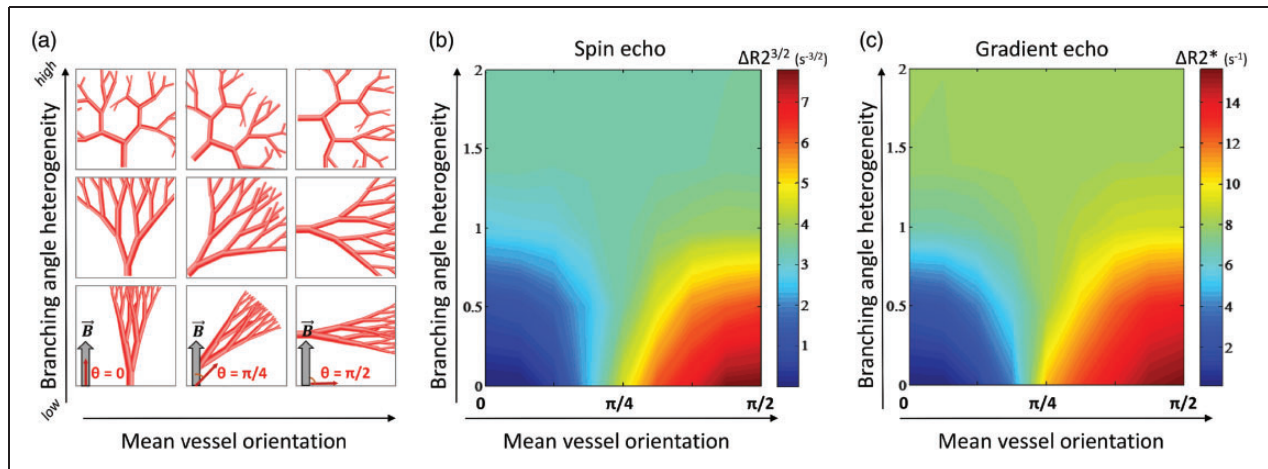 (a)
high
Branching angle heterogeneity
low
B
θ = 0
B
θ = π/4
B
θ = π/2
Mean vessel orientation
(b)
Spin echo
ΔR2^3/2 (s^-3/2)
Branching angle heterogeneity
2
1.5
1
0.5
0
0
π/4
π/2
7
6
5
4
3
2
1
Mean vessel orientation
(c)
Gradient echo
ΔR2* (s^-1)
Branching angle heterogeneity
2
1.5
1
0.5
0
0
π/4
π/2
14
12
10
8
6
4
2
Mean vessel orientation